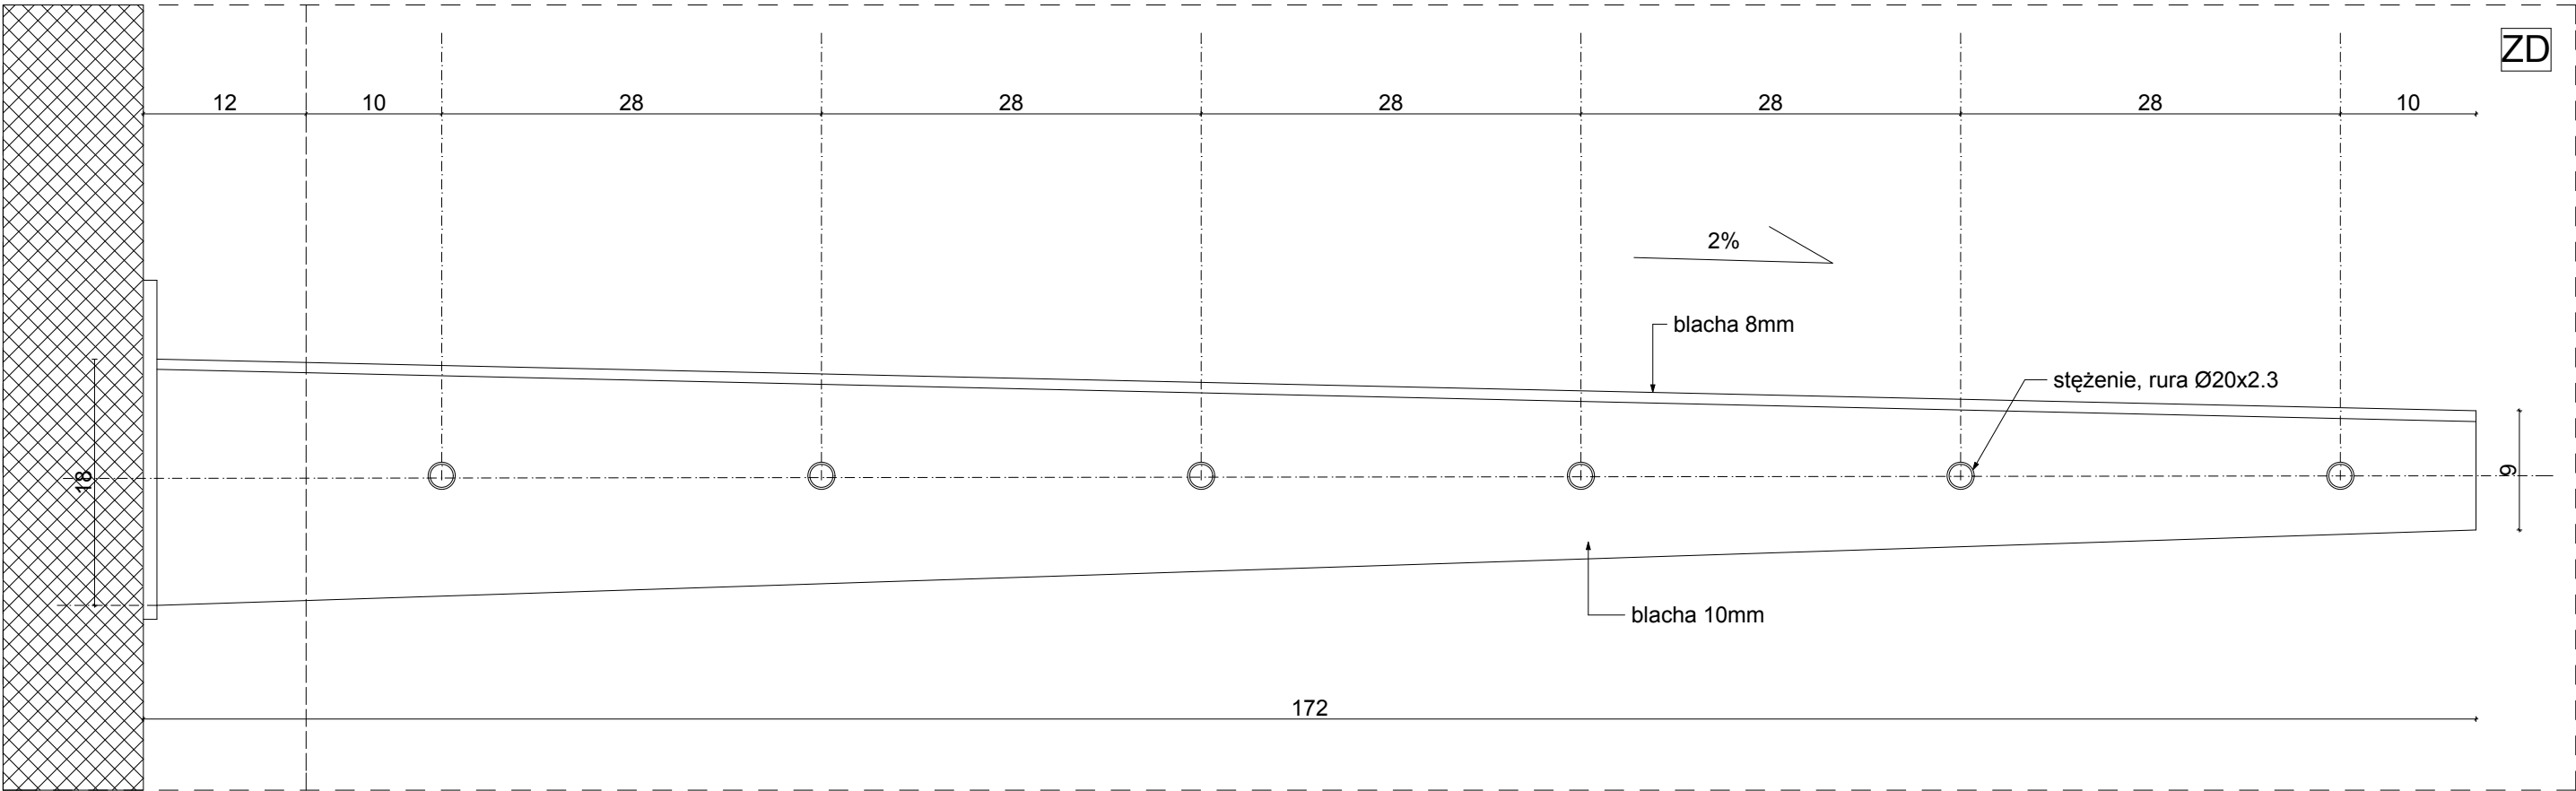 ZD
12 10 28 28 28 28 28 10
2%
blacha 8mm
stężenie, rura Ø20x2.3
18
9
blacha 10mm
172